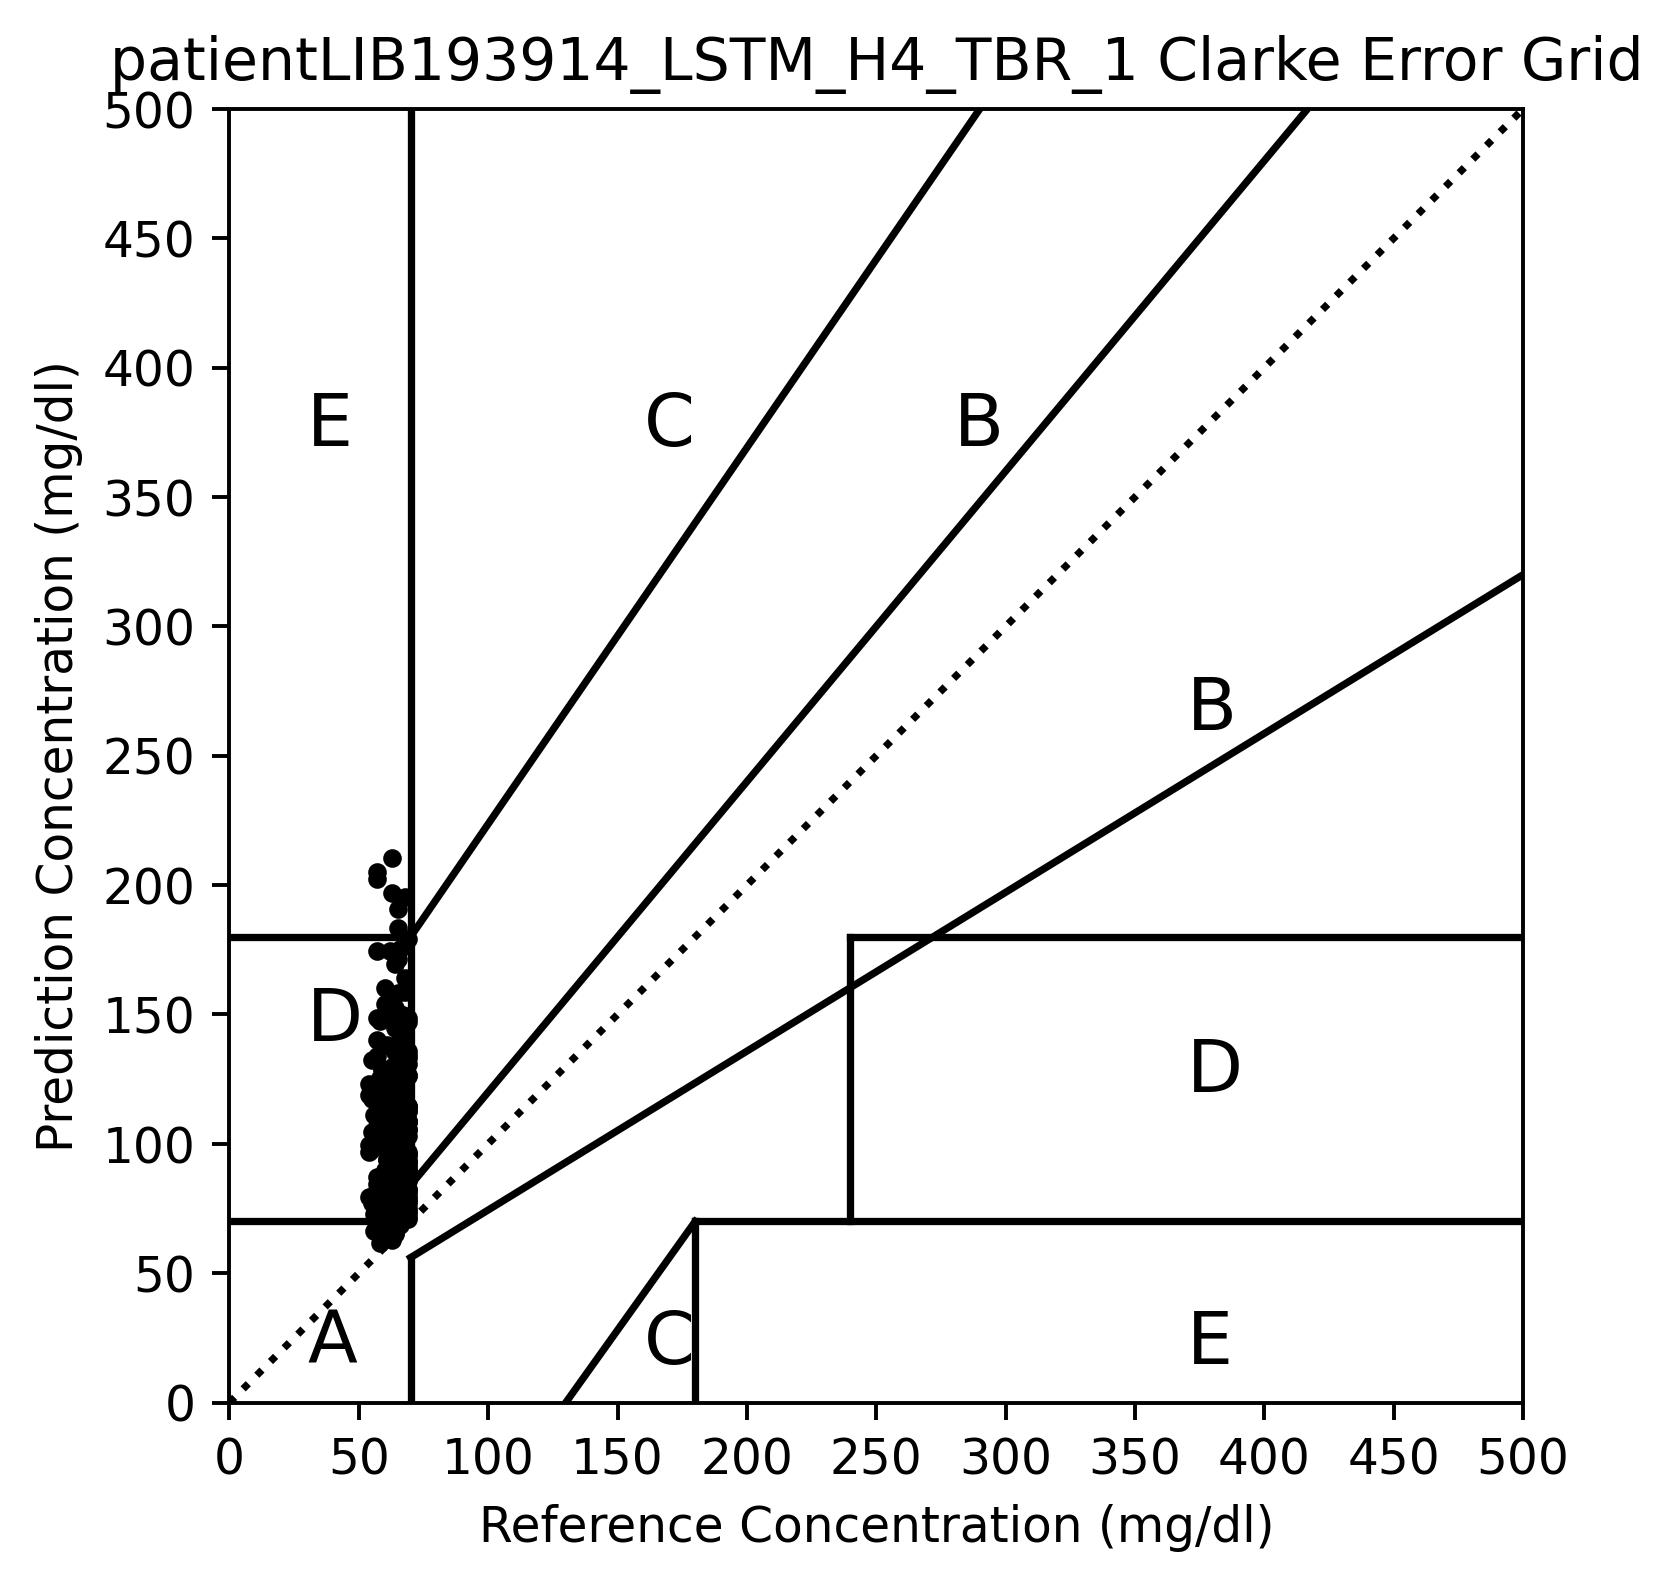 patientLIB193914_LSTM_H4_TBR_1 Clarke Error Grid
500
450
400
350
300
250
200
150
100
50
0
Prediction Concentration (mg/dl)
E
C
B
B
D
D
A
C
E
0 50 100 150 200 250 300 350 400 450 500
Reference Concentration (mg/dl)